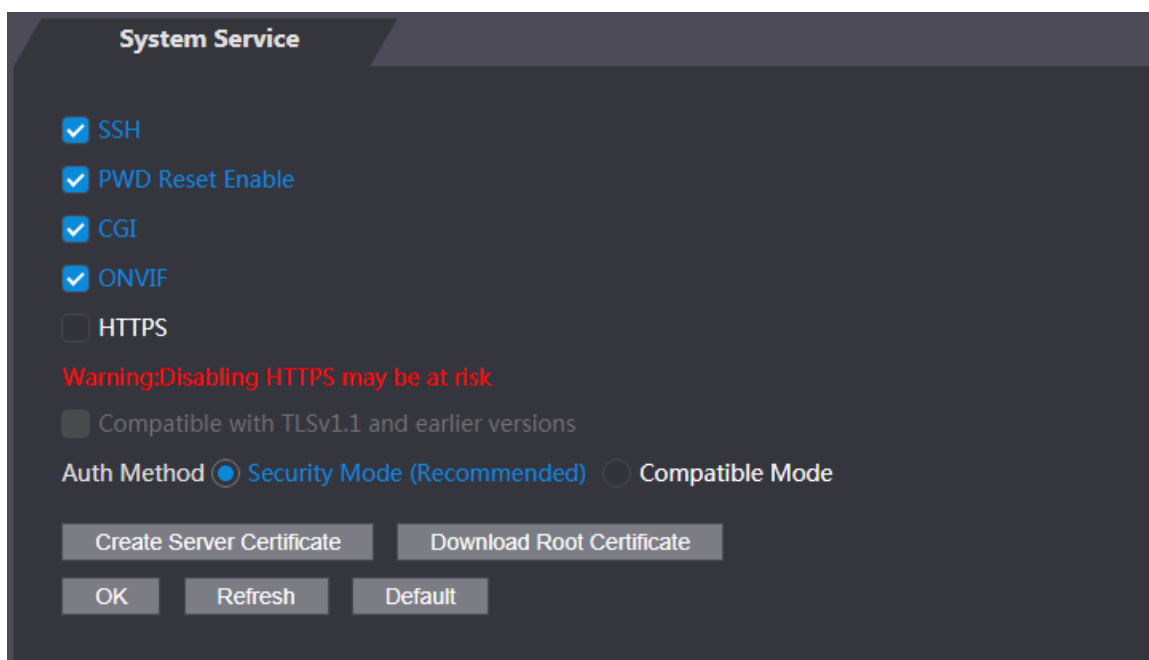 System Service
SSH
PWD Reset Enable
CGI
ONVIF
HTTPS
Warning:Disabling HTTPS may be at risk
Compatible with TLSv1.1 and earlier versions
Auth Method Security Mode (Recommended) Compatible Mode
Create Server Certificate Download Root Certificate
OK Refresh Default